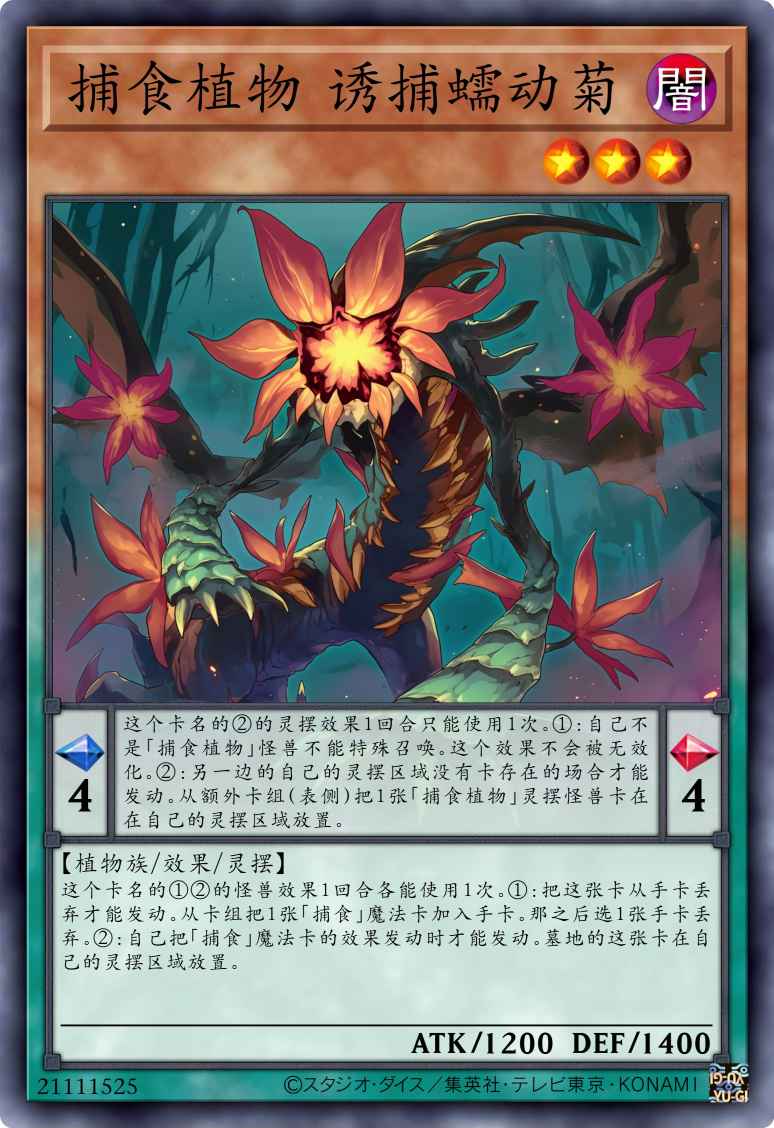 捕食植物 诱捕蠕动菊
闇
这个卡名的②的灵摆效果1回合只能使用1次。①:自己不
是「捕食植物」怪兽不能特殊召唤。这个效果不会被无效
化。②:另一边的自己的灵摆区域没有卡存在的场合才能
发动。从额外卡组(表侧)把1张「捕食植物」灵摆怪兽卡在
在自己的灵摆区域放置。
4
4
【植物族/效果/灵摆】
这个卡名的①②的怪兽效果1回合各能使用1次。①:把这张卡从手卡丢
弃才能发动。从卡组把1张「捕食」魔法卡加入手卡。那之后选1张手卡丢
弃。②:自己把「捕食」魔法卡的效果发动时才能发动。墓地的这张卡在自
己的灵摆区域放置。
ATK/1200 DEF/1400
21111525
©スタジオ·ダイス/集英社·テレビ東京·KONAMI
YU-GI
YU-GI